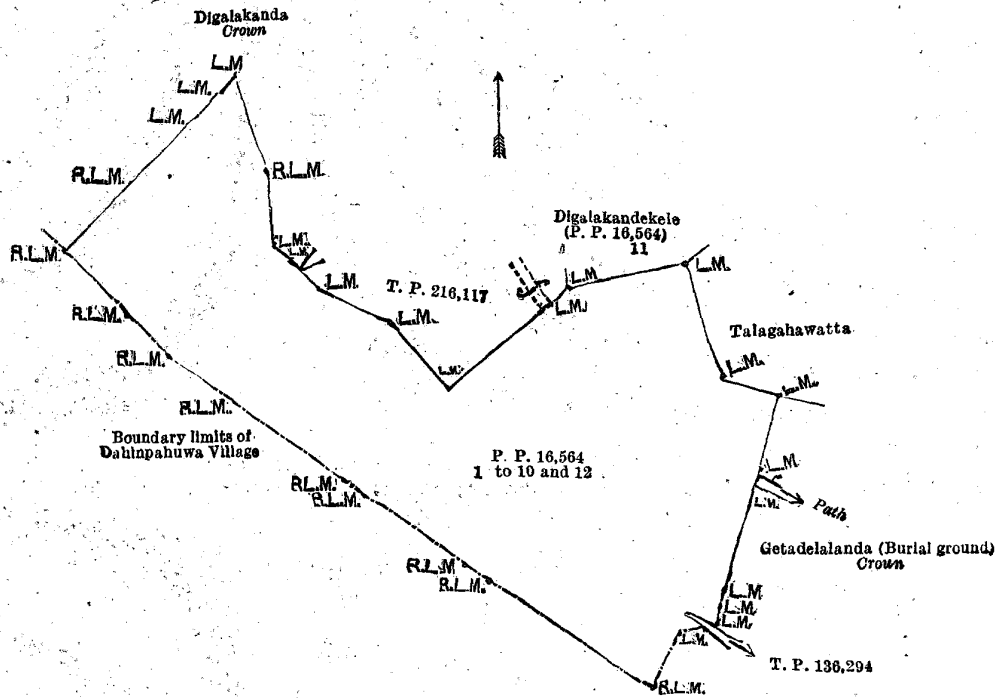 Digalakanda
Crown
L.M
L.M.
L.M.
R.L.M.
R.L.M.
R.L.M.
L.M.
L.M.
L.M.
T. P. 216,117
L.M.
L.M.
Digalakandekele
(P. P. 16,564)
11
L.M
L.M.
L.M.
Talagahawatta
L.M.
L.M.
R.L.M.
R.L.M.
R.L.M.
Boundary limits of
Dahinpahuwa Village
P. P. 16,564
1 to 10 and 12
R.L.M.
R.L.M.
R.L.M
R.L.M.
L.M
L.M.
Path
Getadelalanda (Burial ground)
Crown
L.M
L.M.
L.M.
L.M.
T. P. 136,294
R.L.M.